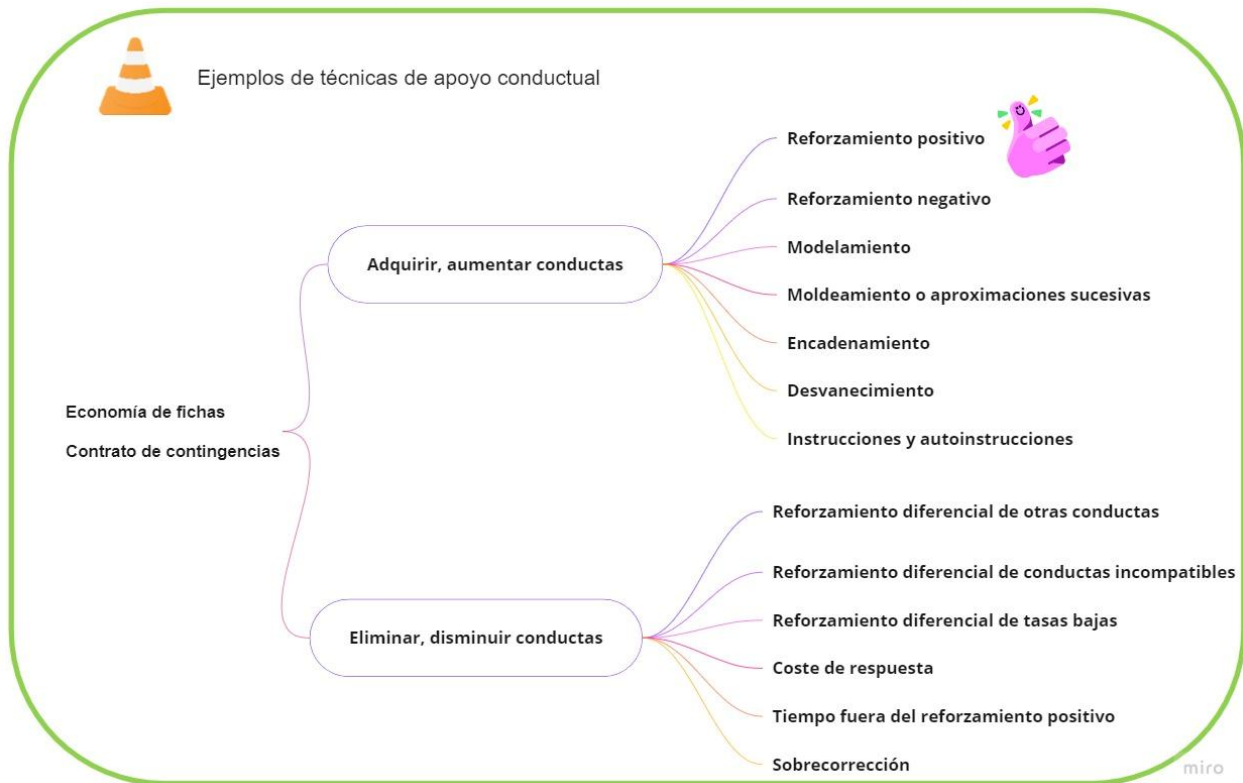 Ejemplos de técnicas de apoyo conductual
Economía de fichas
Contrato de contingencias
Adquirir, aumentar conductas
Reforzamiento positivo
Reforzamiento negativo
Modelamiento
Moldeamiento o aproximaciones sucesivas
Encadenamiento
Desvanecimiento
Instrucciones y autoinstrucciones
Eliminar, disminuir conductas
Reforzamiento diferencial de otras conductas
Reforzamiento diferencial de conductas incompatibles
Reforzamiento diferencial de tasas bajas
Coste de respuesta
Tiempo fuera del reforzamiento positivo
Sobrecorrección
miro